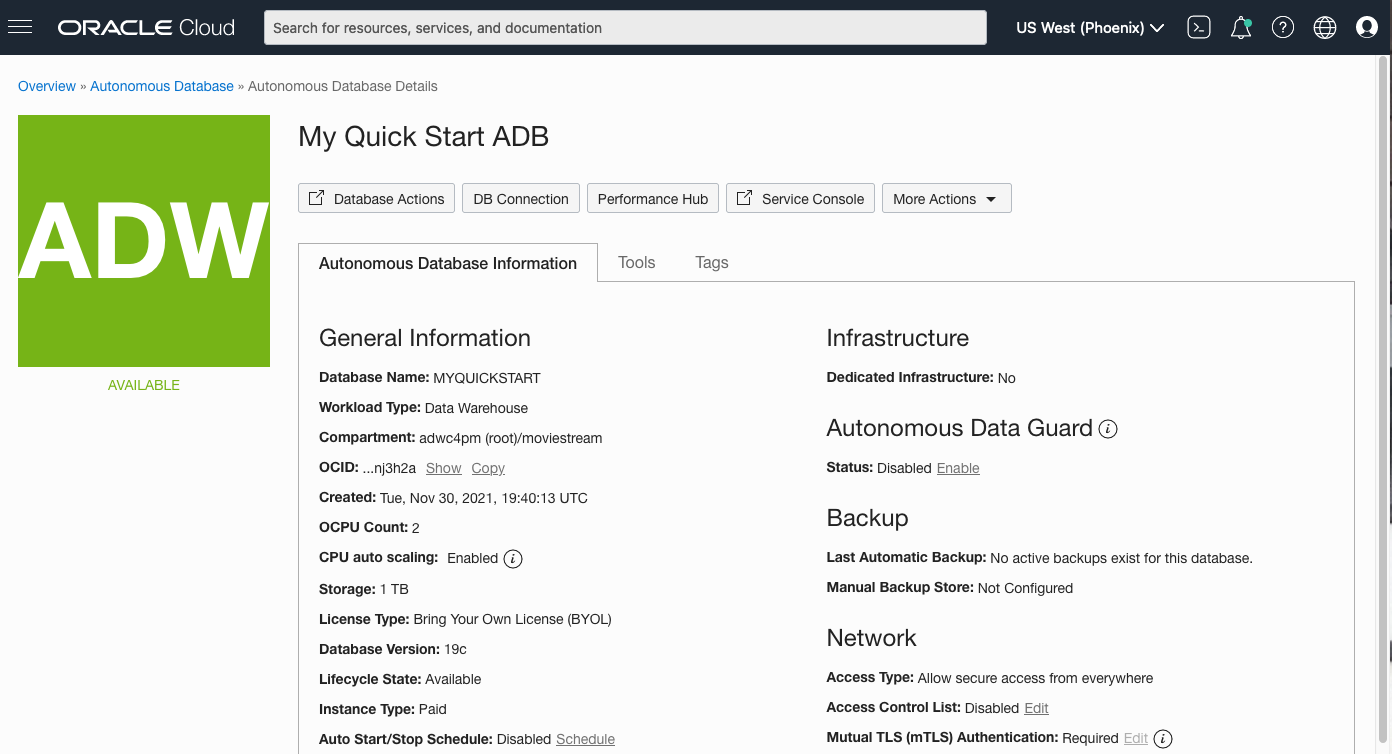 ORACLE Cloud
Search for resources, services, and documentation
US West (Phoenix)
Overview » Autonomous Database » Autonomous Database Details
ADW
AVAILABLE
My Quick Start ADB
Database Actions
DB Connection
Performance Hub
Service Console
More Actions
Autonomous Database Information
Tools
Tags
General Information
Database Name: MYQUICKSTART
Workload Type: Data Warehouse
Compartment: adwc4pm (root)/moviestream
OCID: ...nj3h2a Show Copy
Created: Tue, Nov 30, 2021, 19:40:13 UTC
OCPU Count: 2
CPU auto scaling: Enabled i
Storage: 1 TB
License Type: Bring Your Own License (BYOL)
Database Version: 19c
Lifecycle State: Available
Instance Type: Paid
Auto Start/Stop Schedule: Disabled Schedule
Infrastructure
Dedicated Infrastructure: No
Autonomous Data Guard i
Status: Disabled Enable
Backup
Last Automatic Backup: No active backups exist for this database.
Manual Backup Store: Not Configured
Network
Access Type: Allow secure access from everywhere
Access Control List: Disabled Edit
Mutual TLS (mTLS) Authentication: Required Edit i